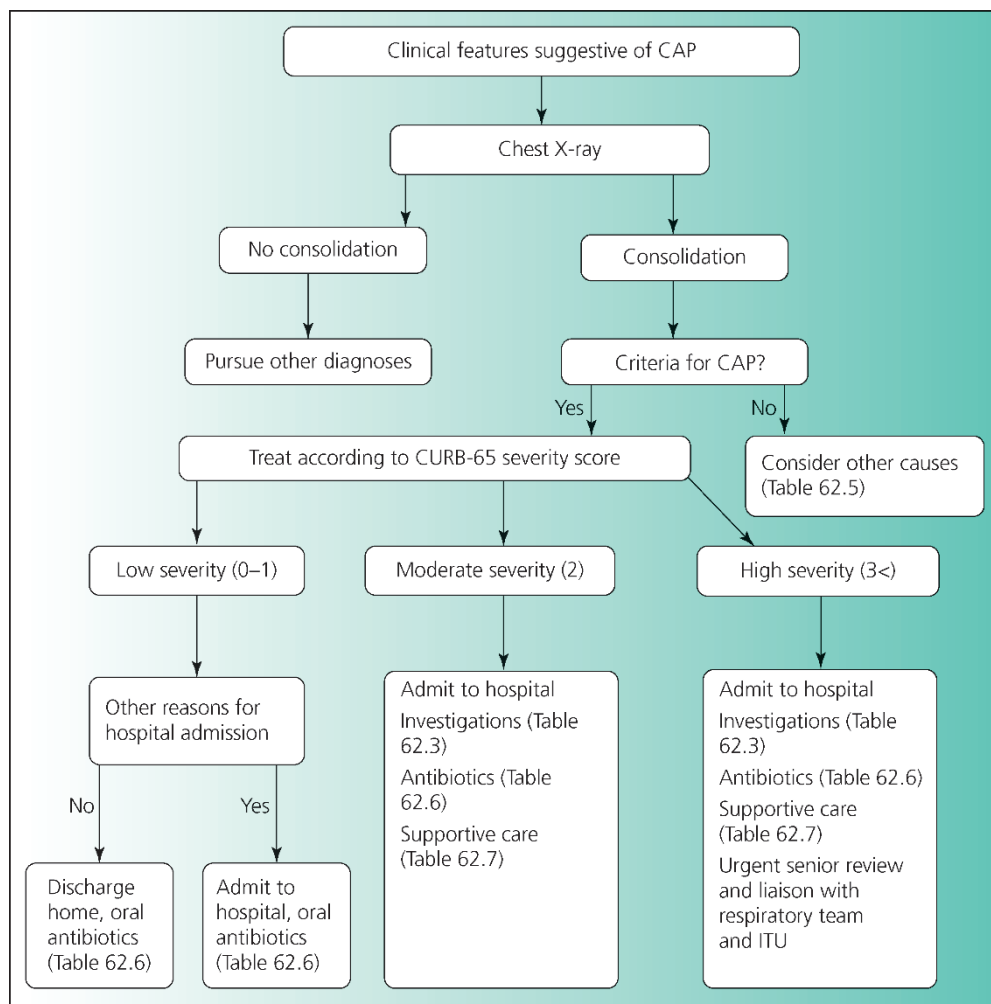 Clinical features suggestive of CAP
Chest X-ray
No consolidation
Consolidation
Pursue other diagnoses
Criteria for CAP?
Yes
No
Treat according to CURB-65 severity score
Consider other causes
(Table 62.5)
Low severity (0–1)
Moderate severity (2)
High severity (3<)
Other reasons for
hospital admission
No
Yes
Discharge
home, oral
antibiotics
(Table 62.6)
Admit to
hospital, oral
antibiotics
(Table 62.6)
Admit to hospital
Investigations (Table
62.3)
Antibiotics (Table
62.6)
Supportive care
(Table 62.7)
Admit to hospital
Investigations (Table
62.3)
Antibiotics (Table 62.6)
Supportive care
(Table 62.7)
Urgent senior review
and liaison with
respiratory team
and ITU